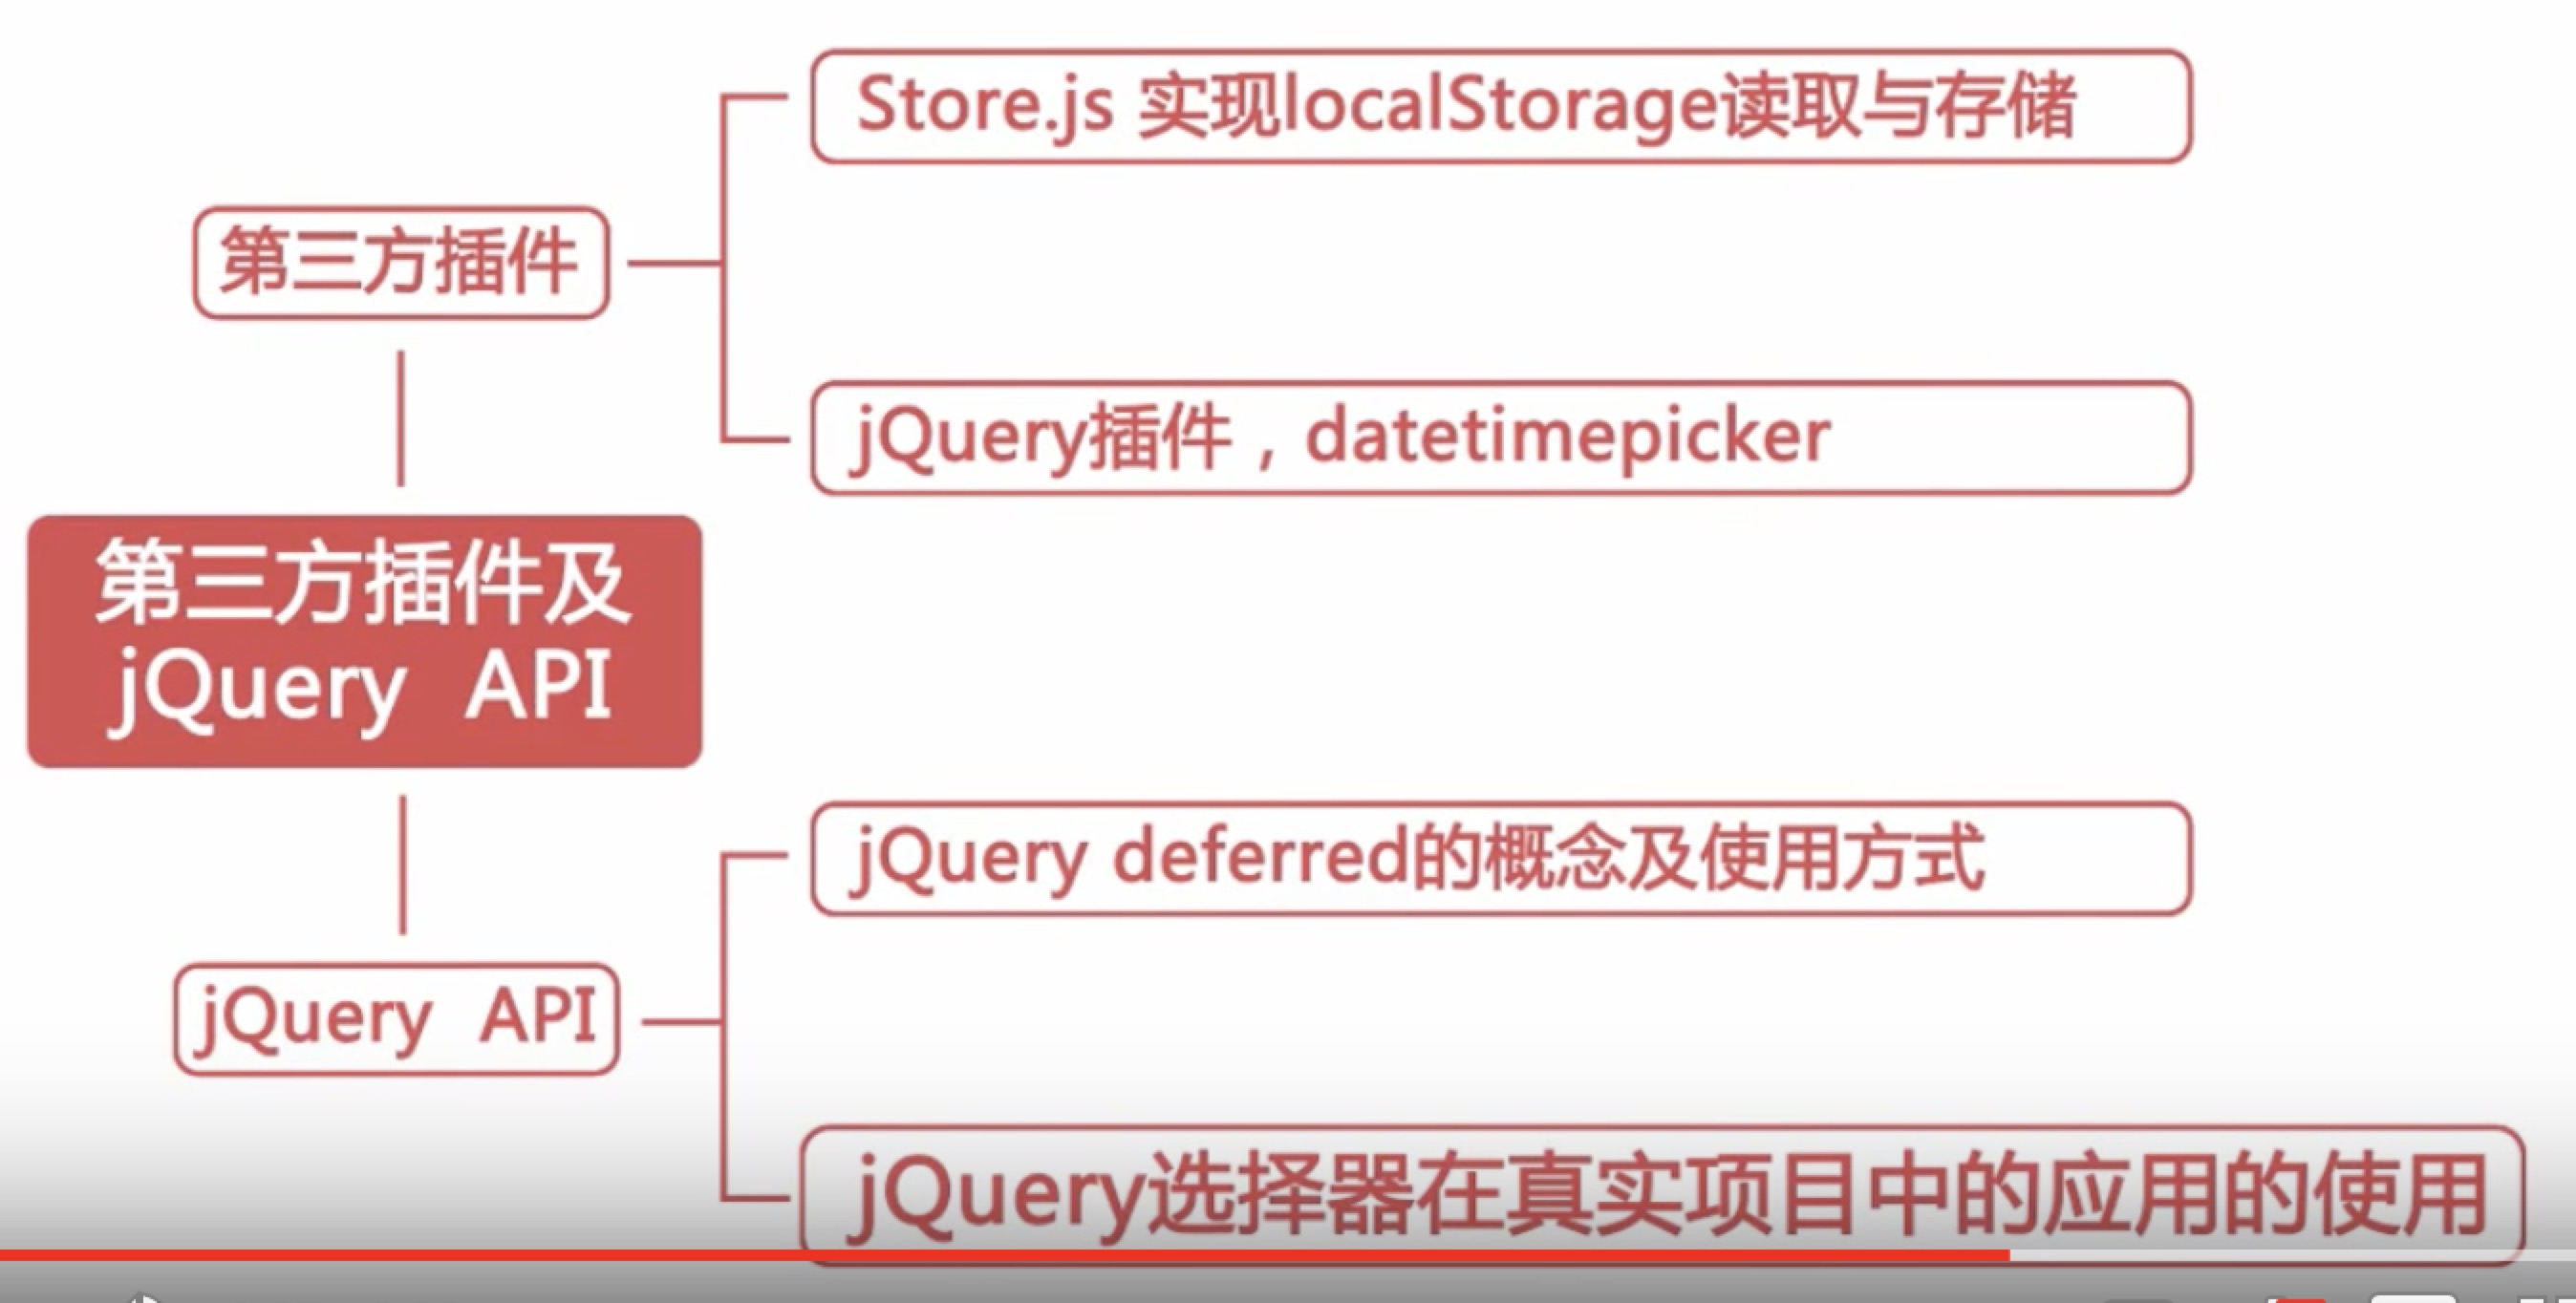 Store.js 实现localStorage读取与存储
第三方插件
jQuery插件，datetimepicker
第三方插件及
jQuery API
jQuery deferred的概念及使用方式
jQuery API
jQuery选择器在真实项目中的应用的使用